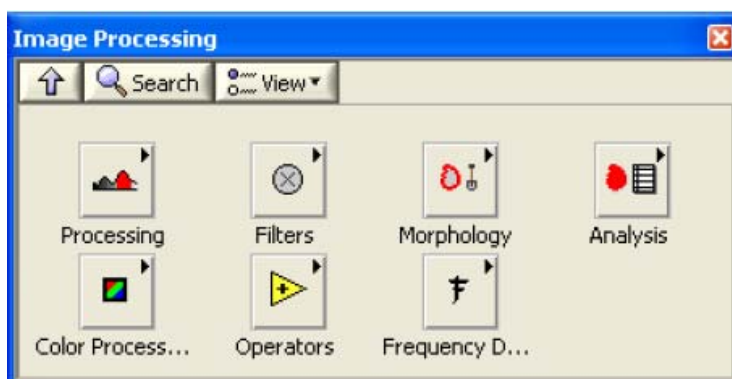 Image Processing
Search View
Processing Filters Morphology Analysis
Color Process... Operators Frequency D...